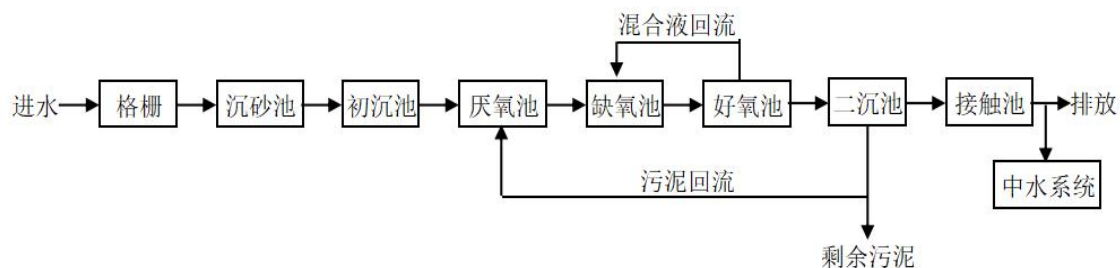 混合液回流
进水
格栅
沉砂池
初沉池
厌氧池
缺氧池
好氧池
二沉池
接触池
排放
污泥回流
中水系统
剩余污泥